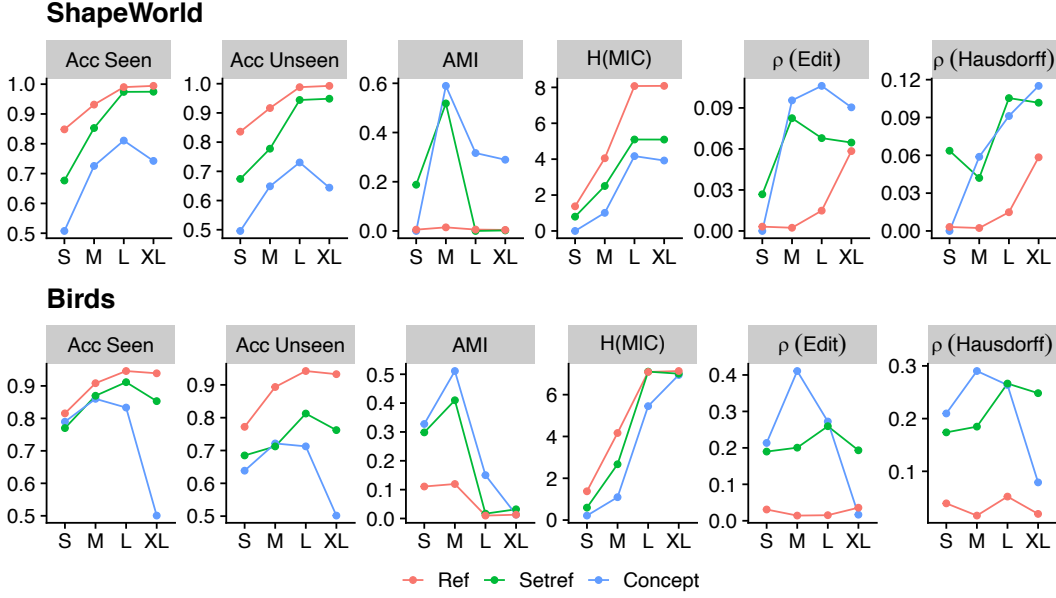 ShapeWorld
Acc Seen Acc Unseen AMI H(MIC) ρ (Edit) ρ (Hausdorff)
1.0 1.0 0.6 8 0.09 0.12
0.9 0.9 6 0.09
0.8 0.8 0.4 0.06
0.7 0.7 4 0.06
0.6 0.6 0.2 2 0.03 0.03
0.5 0.5 0.0 0 0.00 0.00
S M L XL S M L XL S M L XL S M L XL S M L XL S M L XL
Birds
Acc Seen Acc Unseen AMI H(MIC) ρ (Edit) ρ (Hausdorff)
0.9 0.9 0.5 6 0.4 0.3
0.8 0.8 0.4 0.3
0.7 0.7 0.3 4 0.2 0.2
0.6 0.6 0.2 2 0.1 0.1
0.5 0.5 0.1
0.0 0 0.0
S M L XL S M L XL S M L XL S M L XL S M L XL S M L XL
Ref Setref Concept